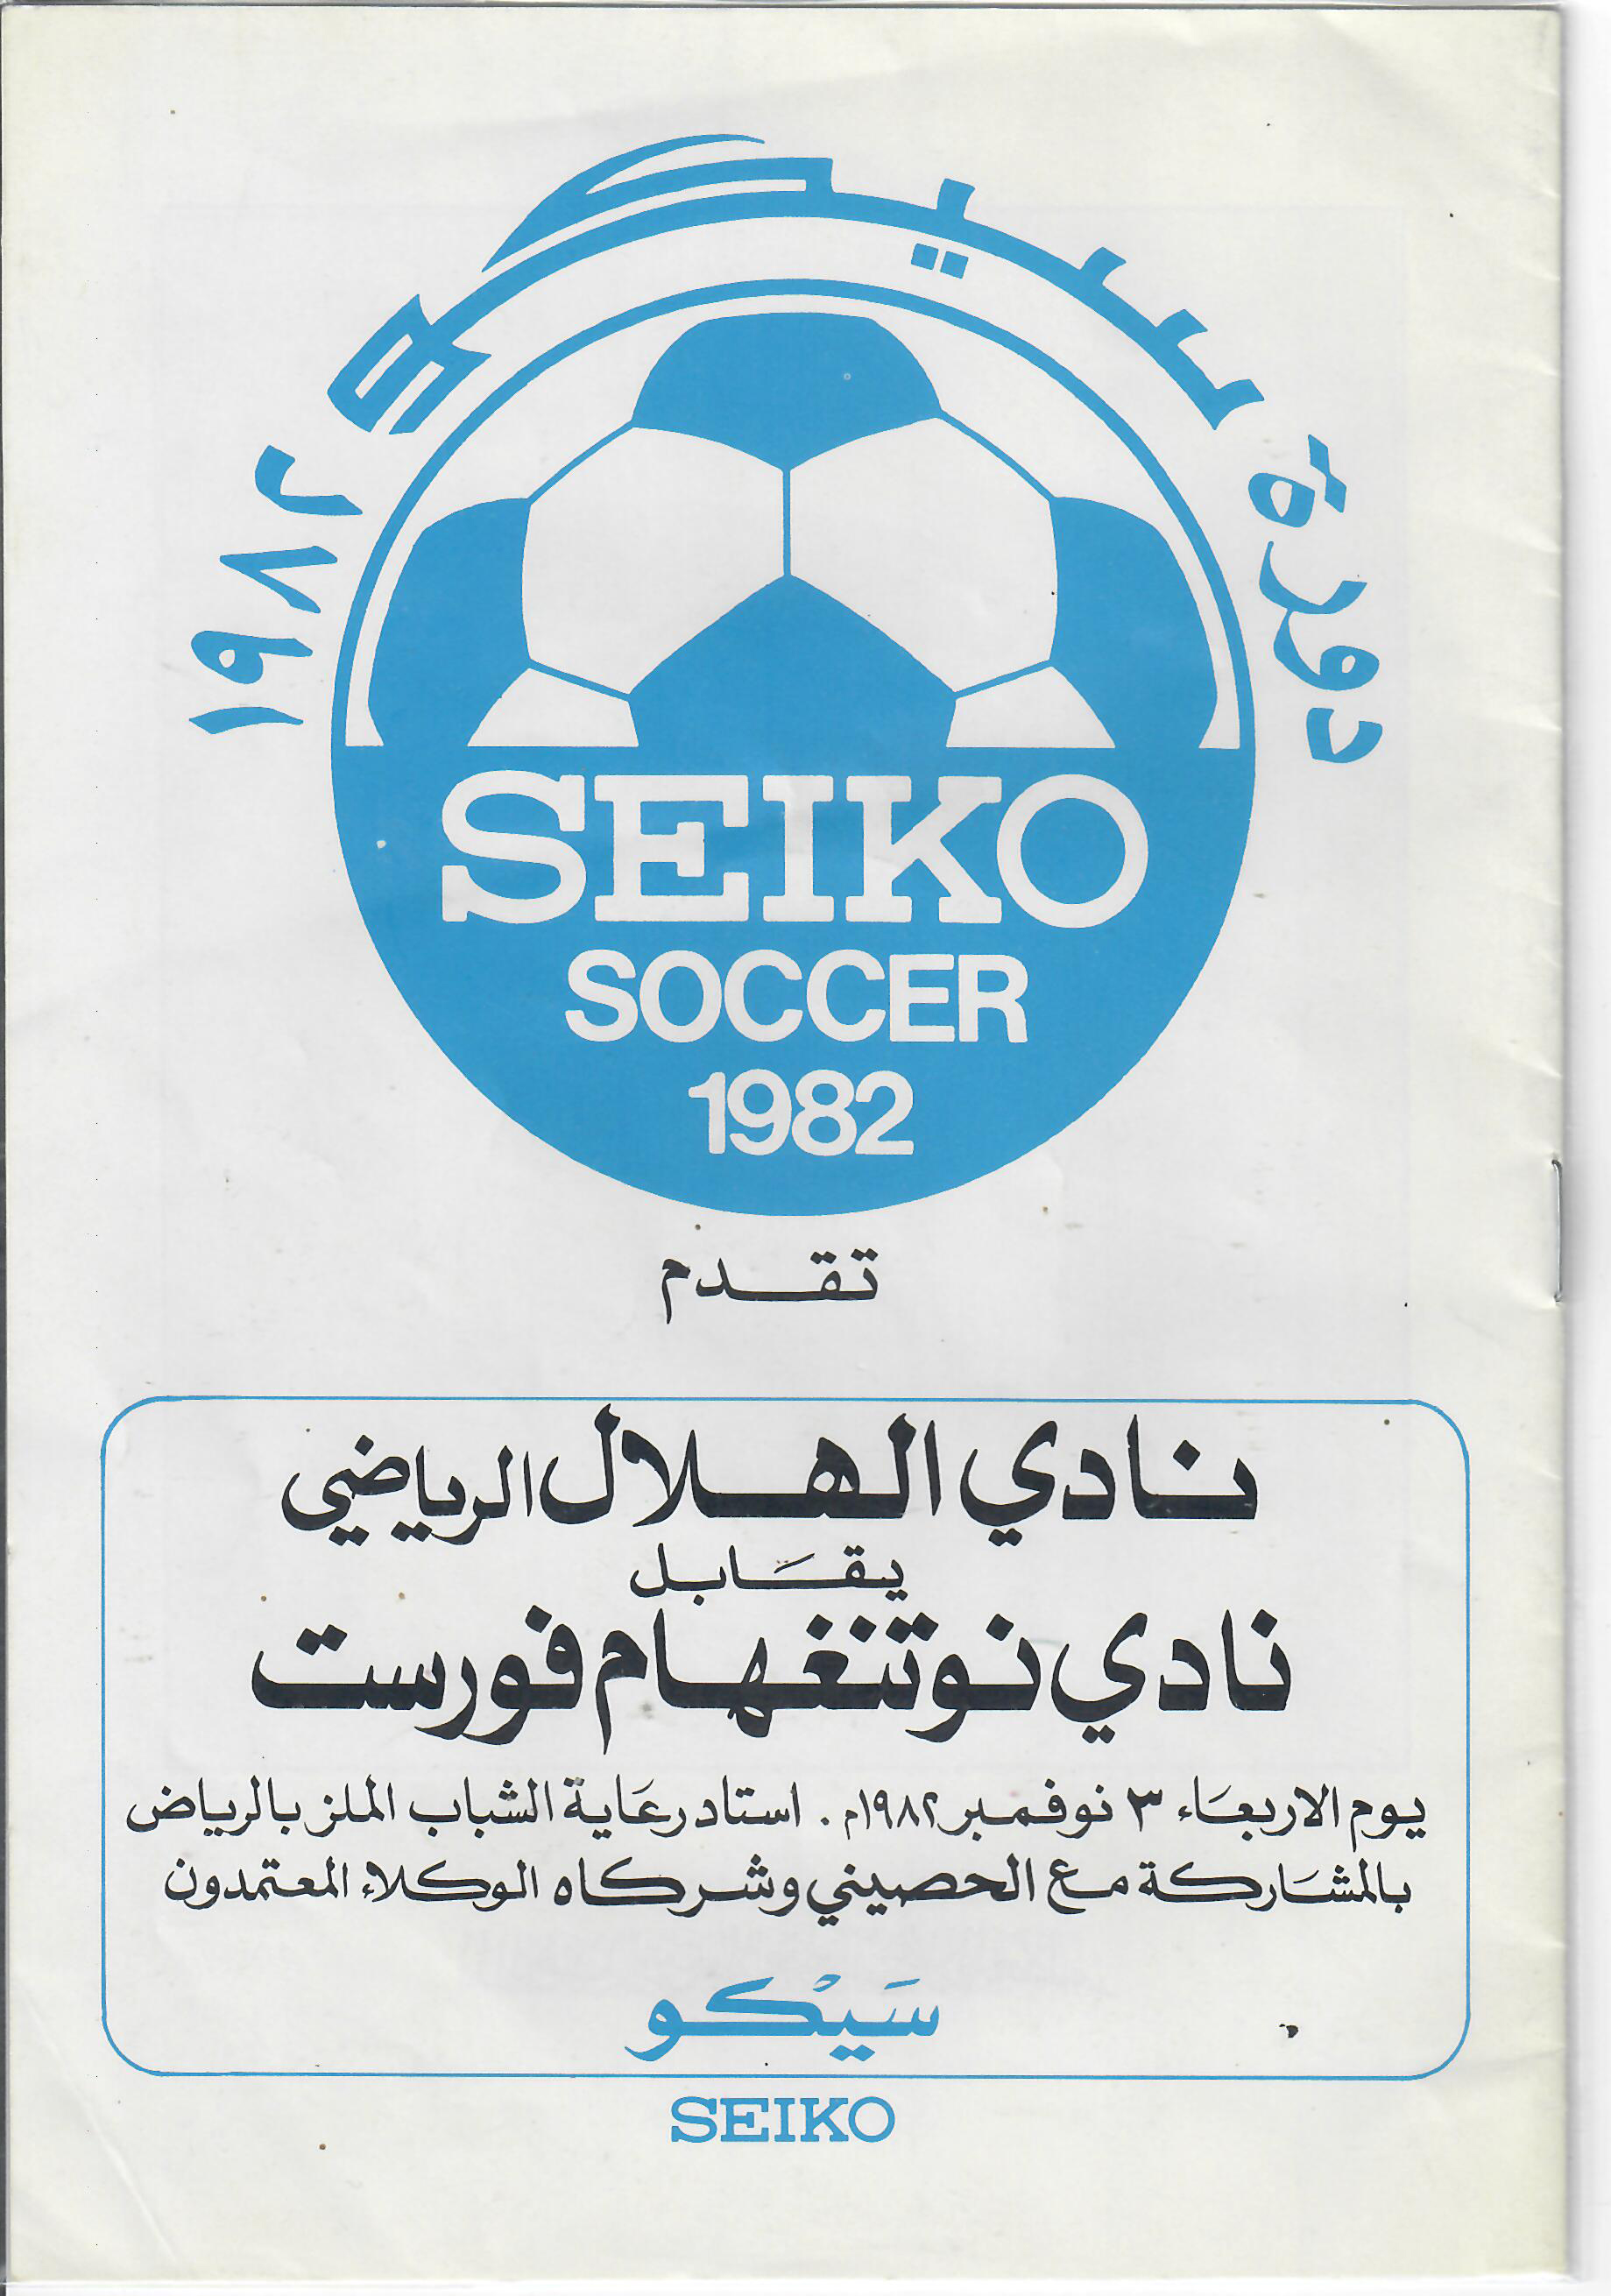 دورة سيكو ١٩٨٢
SEIKO
SOCCER
1982
تقدم
نادي الهلال الرياضي
يقابل
نادي نوتنغهام فورست
يوم الاربعاء ٣ نوفمبر ١٩٨٢م . استاد رعاية الشباب الملز بالرياض
بالمشاركة مع الحصيني وشركاه الوكلاء المعتمدون
سَيْكو
SEIKO